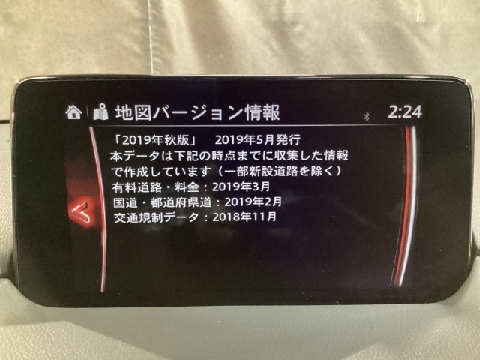 地図バージョン情報 2:24
「2019年秋版」 2019年5月発行
本データは下記の時点までに収集した情報
で作成しています（一部新設道路を除く）
有料道路・料金：2019年3月
国道・都道府県道：2019年2月
交通規制データ：2018年11月